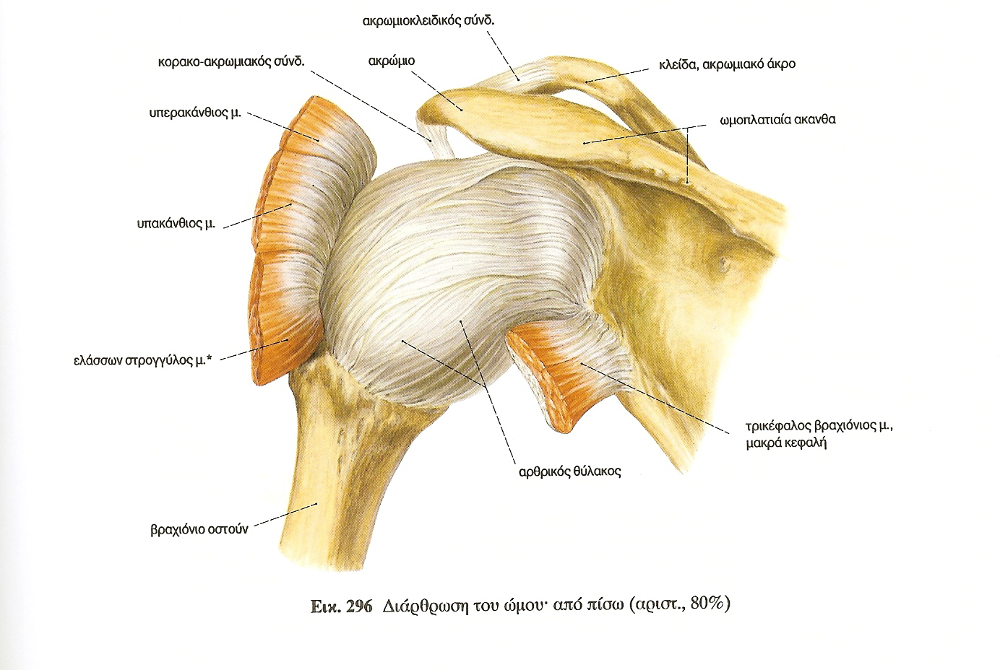 ακρωμιοκλειδικός σύνδ.
κορακο-ακρωμιακός σύνδ.
ακρώμιο
κλείδα, ακρωμιακό άκρο
υπερακάνθιος μ.
ωμοπλατιαία ακανθα
υπακάνθιος μ.
ελάσσων στρογγύλος μ.*
τρικέφαλος βραχιόνιος μ.,
μακρά κεφαλή
αρθρικός θύλακος
βραχιόνιο οστούν
Εικ. 296 Διάρθρωση του ώμου· από πίσω (αριστ., 80%)